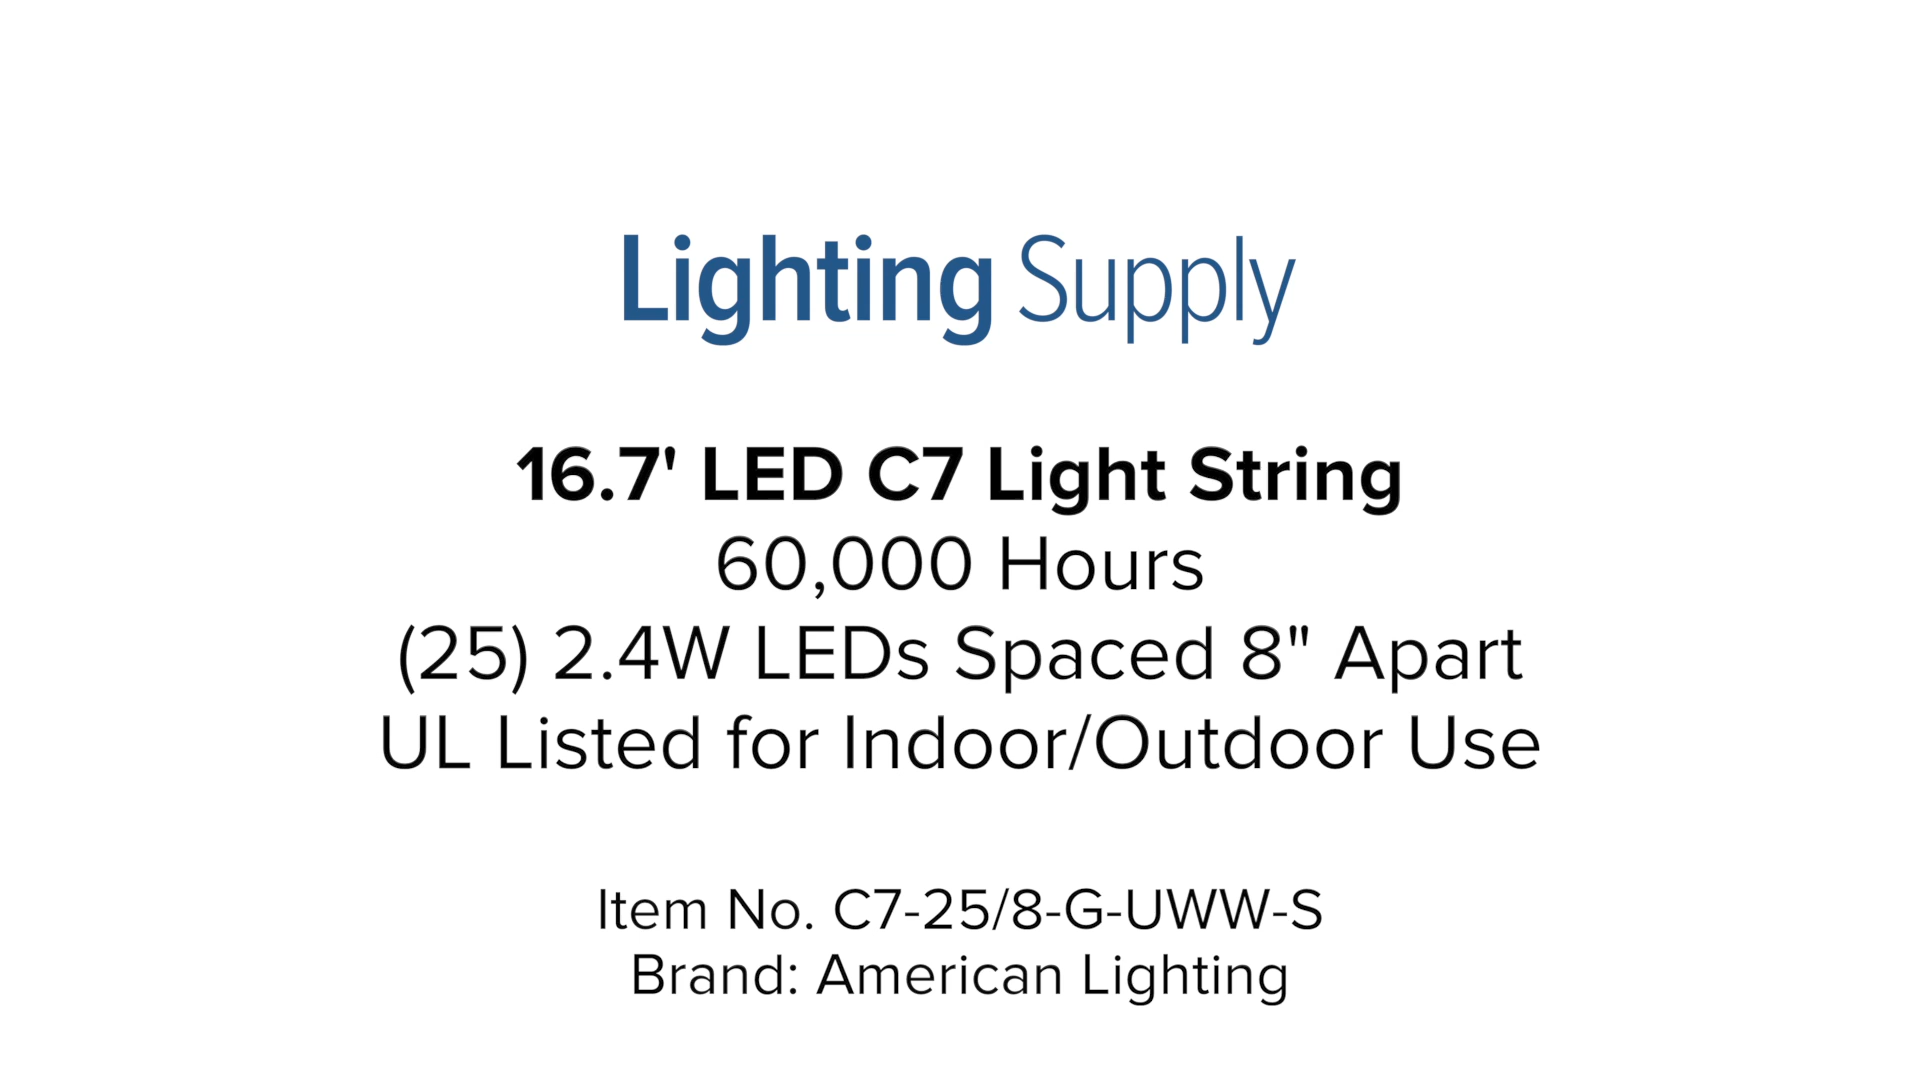 Lighting Supply
16.7' LED C7 Light String
60,000 Hours
(25) 2.4W LEDs Spaced 8" Apart
UL Listed for Indoor/Outdoor Use
Item No. C7-25/8-G-UWW-S
Brand: American Lighting